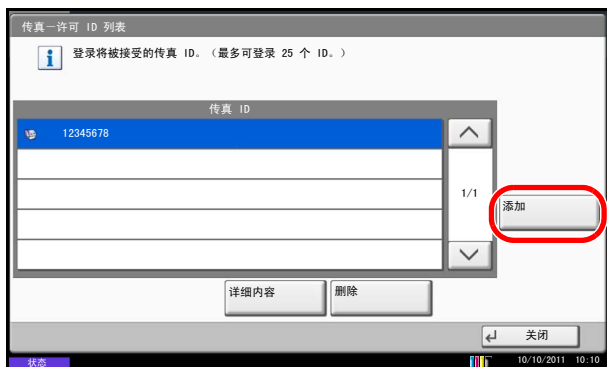 传真－许可 ID 列表
登录将被接受的传真 ID。（最多可登录 25 个 ID。）
传真 ID
12345678
1/1
添加
详细内容 删除
关闭
状态 10/10/2011 10:10